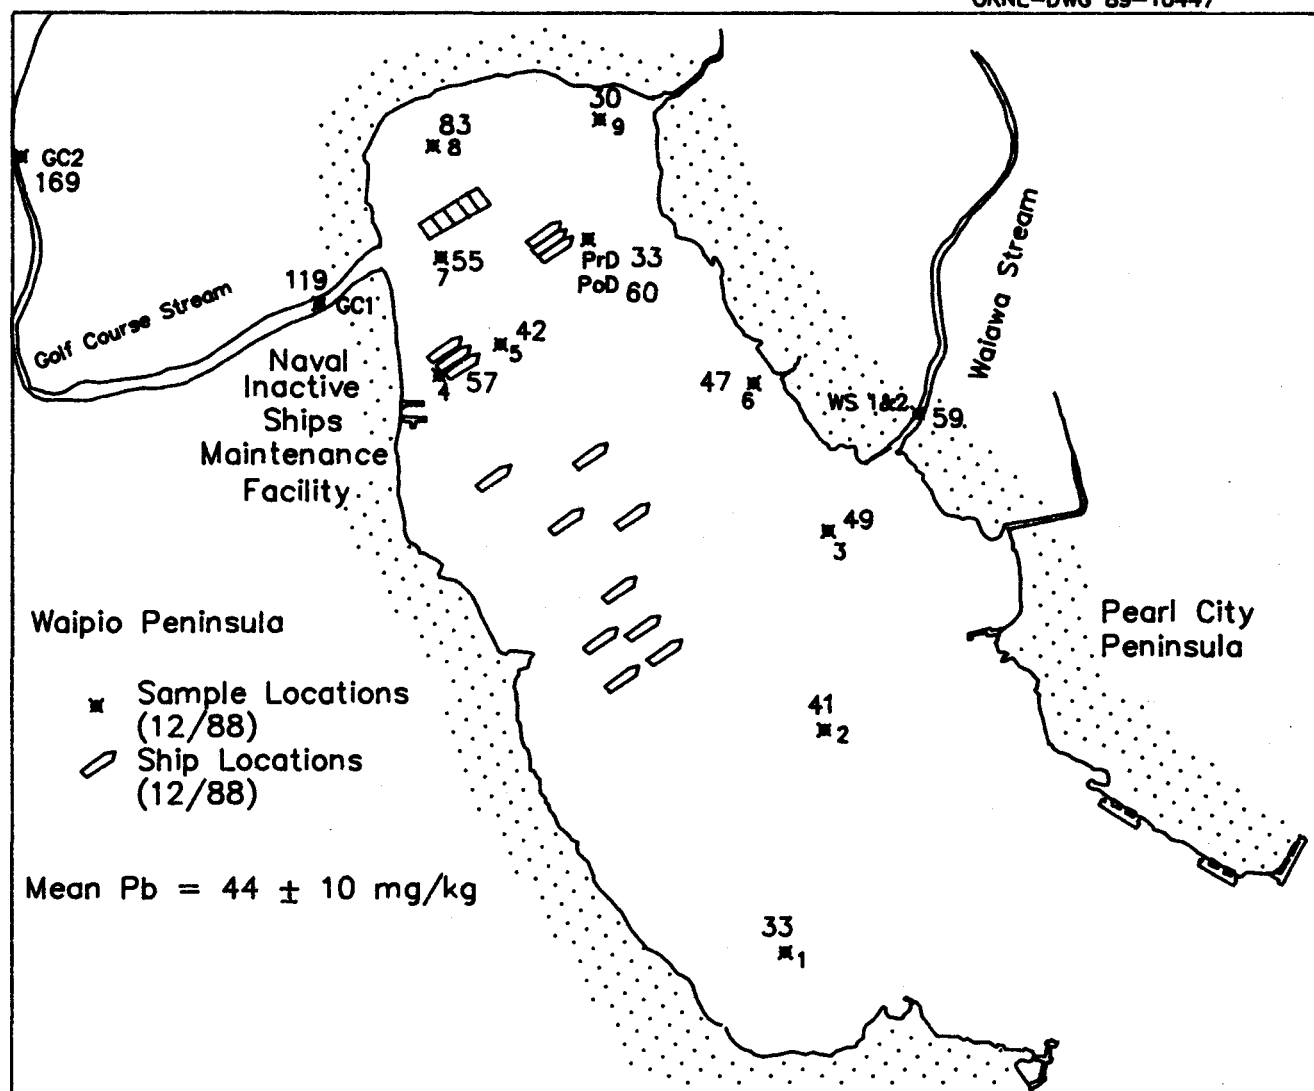 ORNL-DWG 89-10447
30
9
83
8
GC2
169
55
7
PrD 33
PoD 60
119
GC1
Golf Course Stream
Waiawa Stream
42
5
57
4
47
6
WS 1&2
59
Naval
Inactive
Ships
Maintenance
Facility
49
3
Waipio Peninsula
Pearl City
Peninsula
Sample Locations
(12/88)
Ship Locations
(12/88)
41
2
Mean Pb = 44 ± 10 mg/kg
33
1